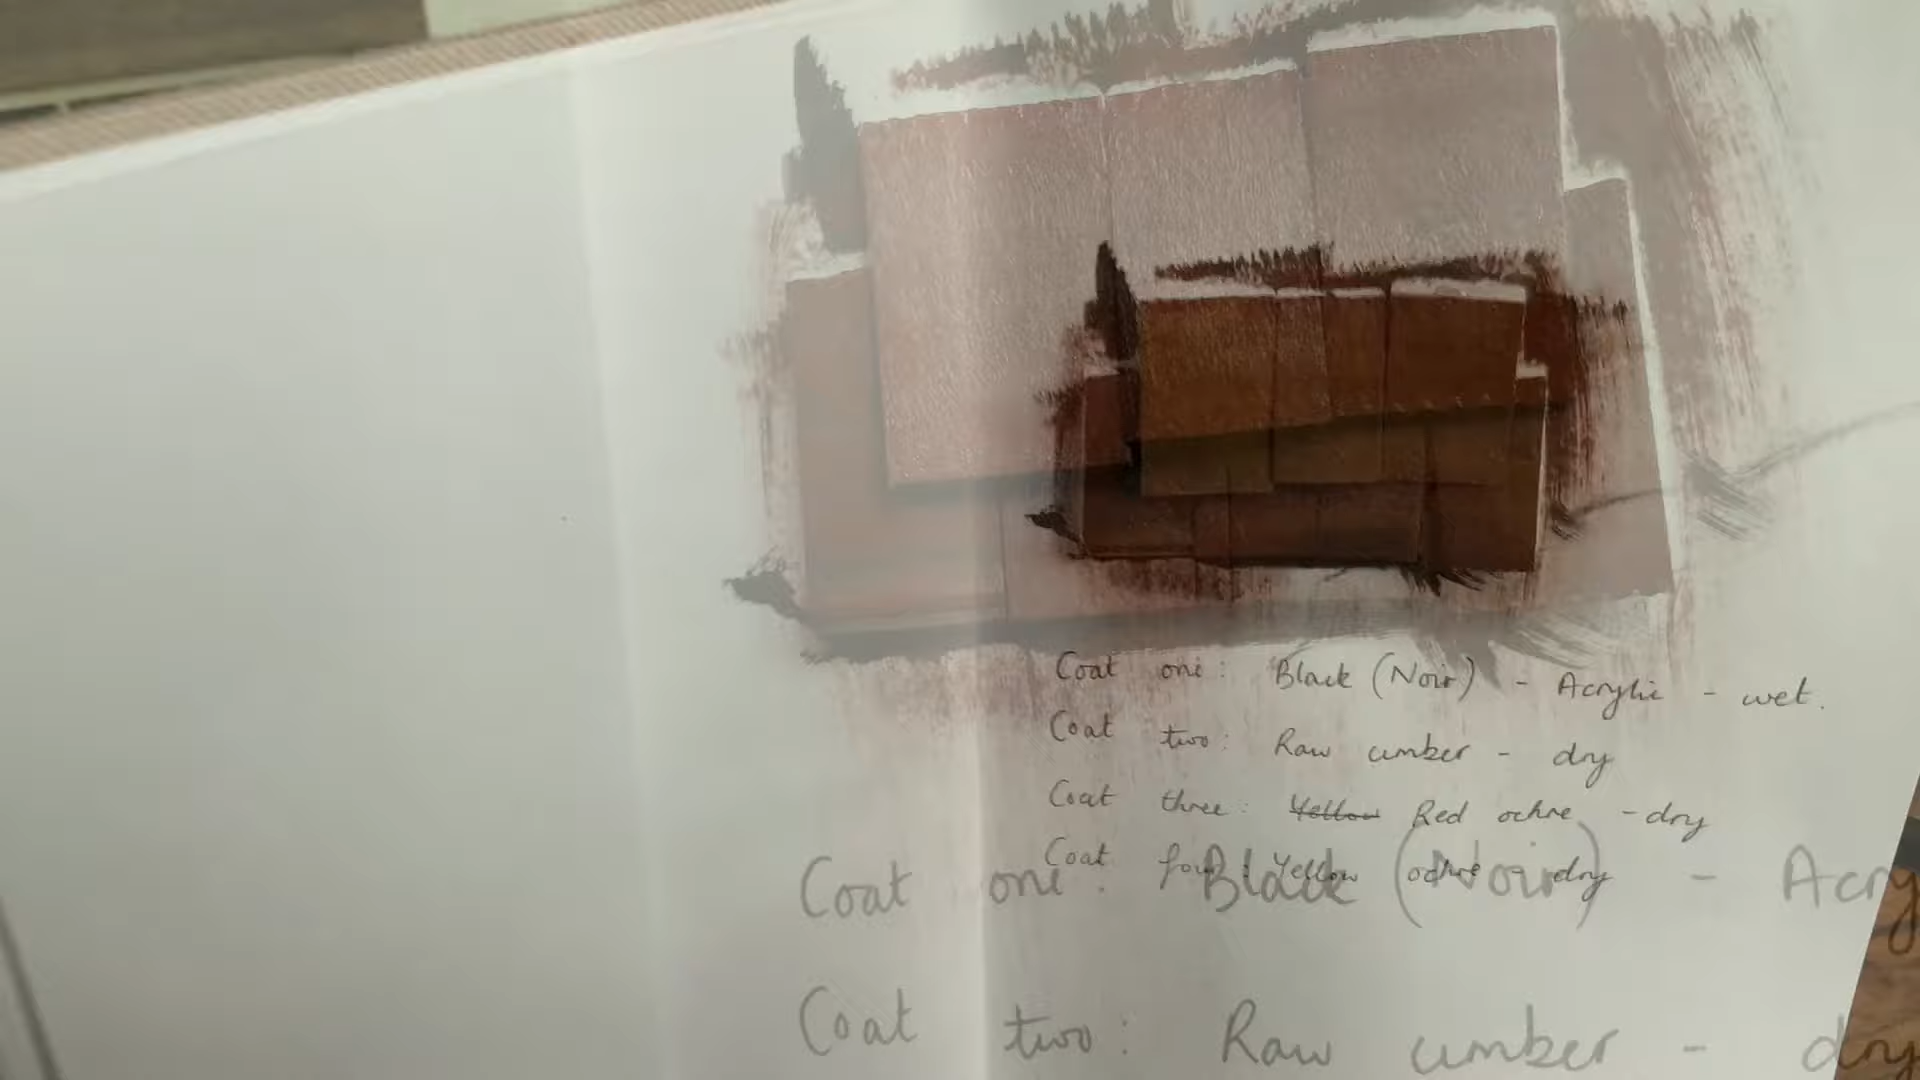 Coat one: Black (Noir) - Acrylic - wet.
Coat two: Raw umber - dry
Coat three: Yellow Red ochre - dry
Coat four: Yellow ochre - dry
Coat one: Black (Noir) - Acry
Coat two: Raw umber - dry